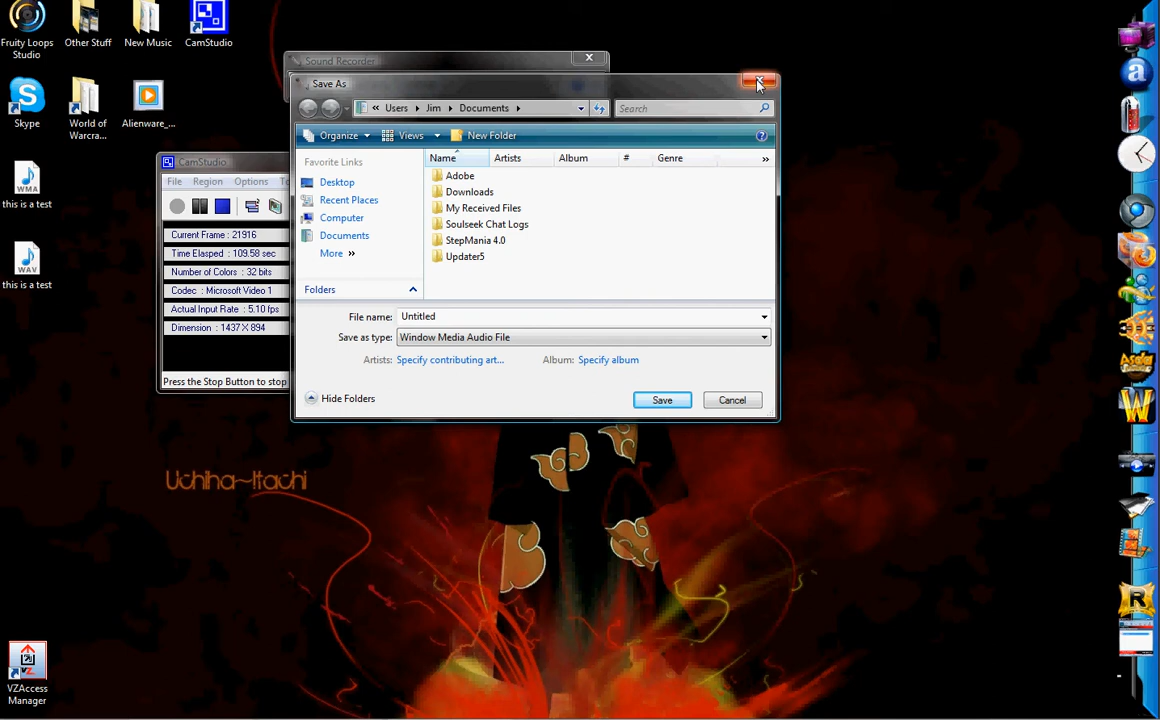 Fruity Loops
Studio
Other Stuff
New Music
CamStudio
Skype
World of
Warcra...
Alienware_...
WMA
this is a test
WAV
this is a test
VZAccess
Manager
CamStudio
File Region Options
Current Frame : 21916
Time Elasped : 109.58 sec
Number of Colors : 32 bits
Codec : Microsoft Video 1
Actual Input Rate : 5.10 fps
Dimension : 1437 X 894
Press the Stop Button to stop
Sound Recorder
Save As
« Users Jim Documents
Search
Organize Views New Folder
Favorite Links
Desktop
Recent Places
Computer
Documents
More »
Folders
Name Artists Album # Genre »
Adobe
Downloads
My Received Files
Soulseek Chat Logs
StepMania 4.0
Updater5
File name: Untitled
Save as type: Window Media Audio File
Artists: Specify contributing art... Album: Specify album
Hide Folders Save Cancel
Uchiha~Itachi